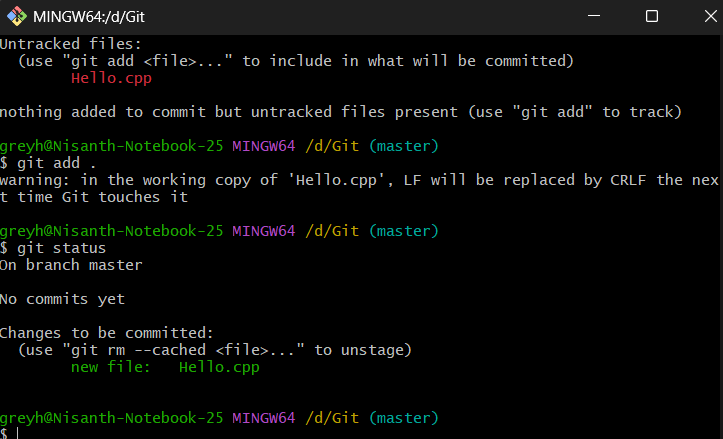 MINGW64:/d/Git
Untracked files:
  (use "git add <file>..." to include in what will be committed)
        Hello.cpp

nothing added to commit but untracked files present (use "git add" to track)

greyh@Nisanth-Notebook-25 MINGW64 /d/Git (master)
$ git add .
warning: in the working copy of 'Hello.cpp', LF will be replaced by CRLF the nex
t time Git touches it

greyh@Nisanth-Notebook-25 MINGW64 /d/Git (master)
$ git status
On branch master

No commits yet

Changes to be committed:
  (use "git rm --cached <file>..." to unstage)
        new file:   Hello.cpp


greyh@Nisanth-Notebook-25 MINGW64 /d/Git (master)
$